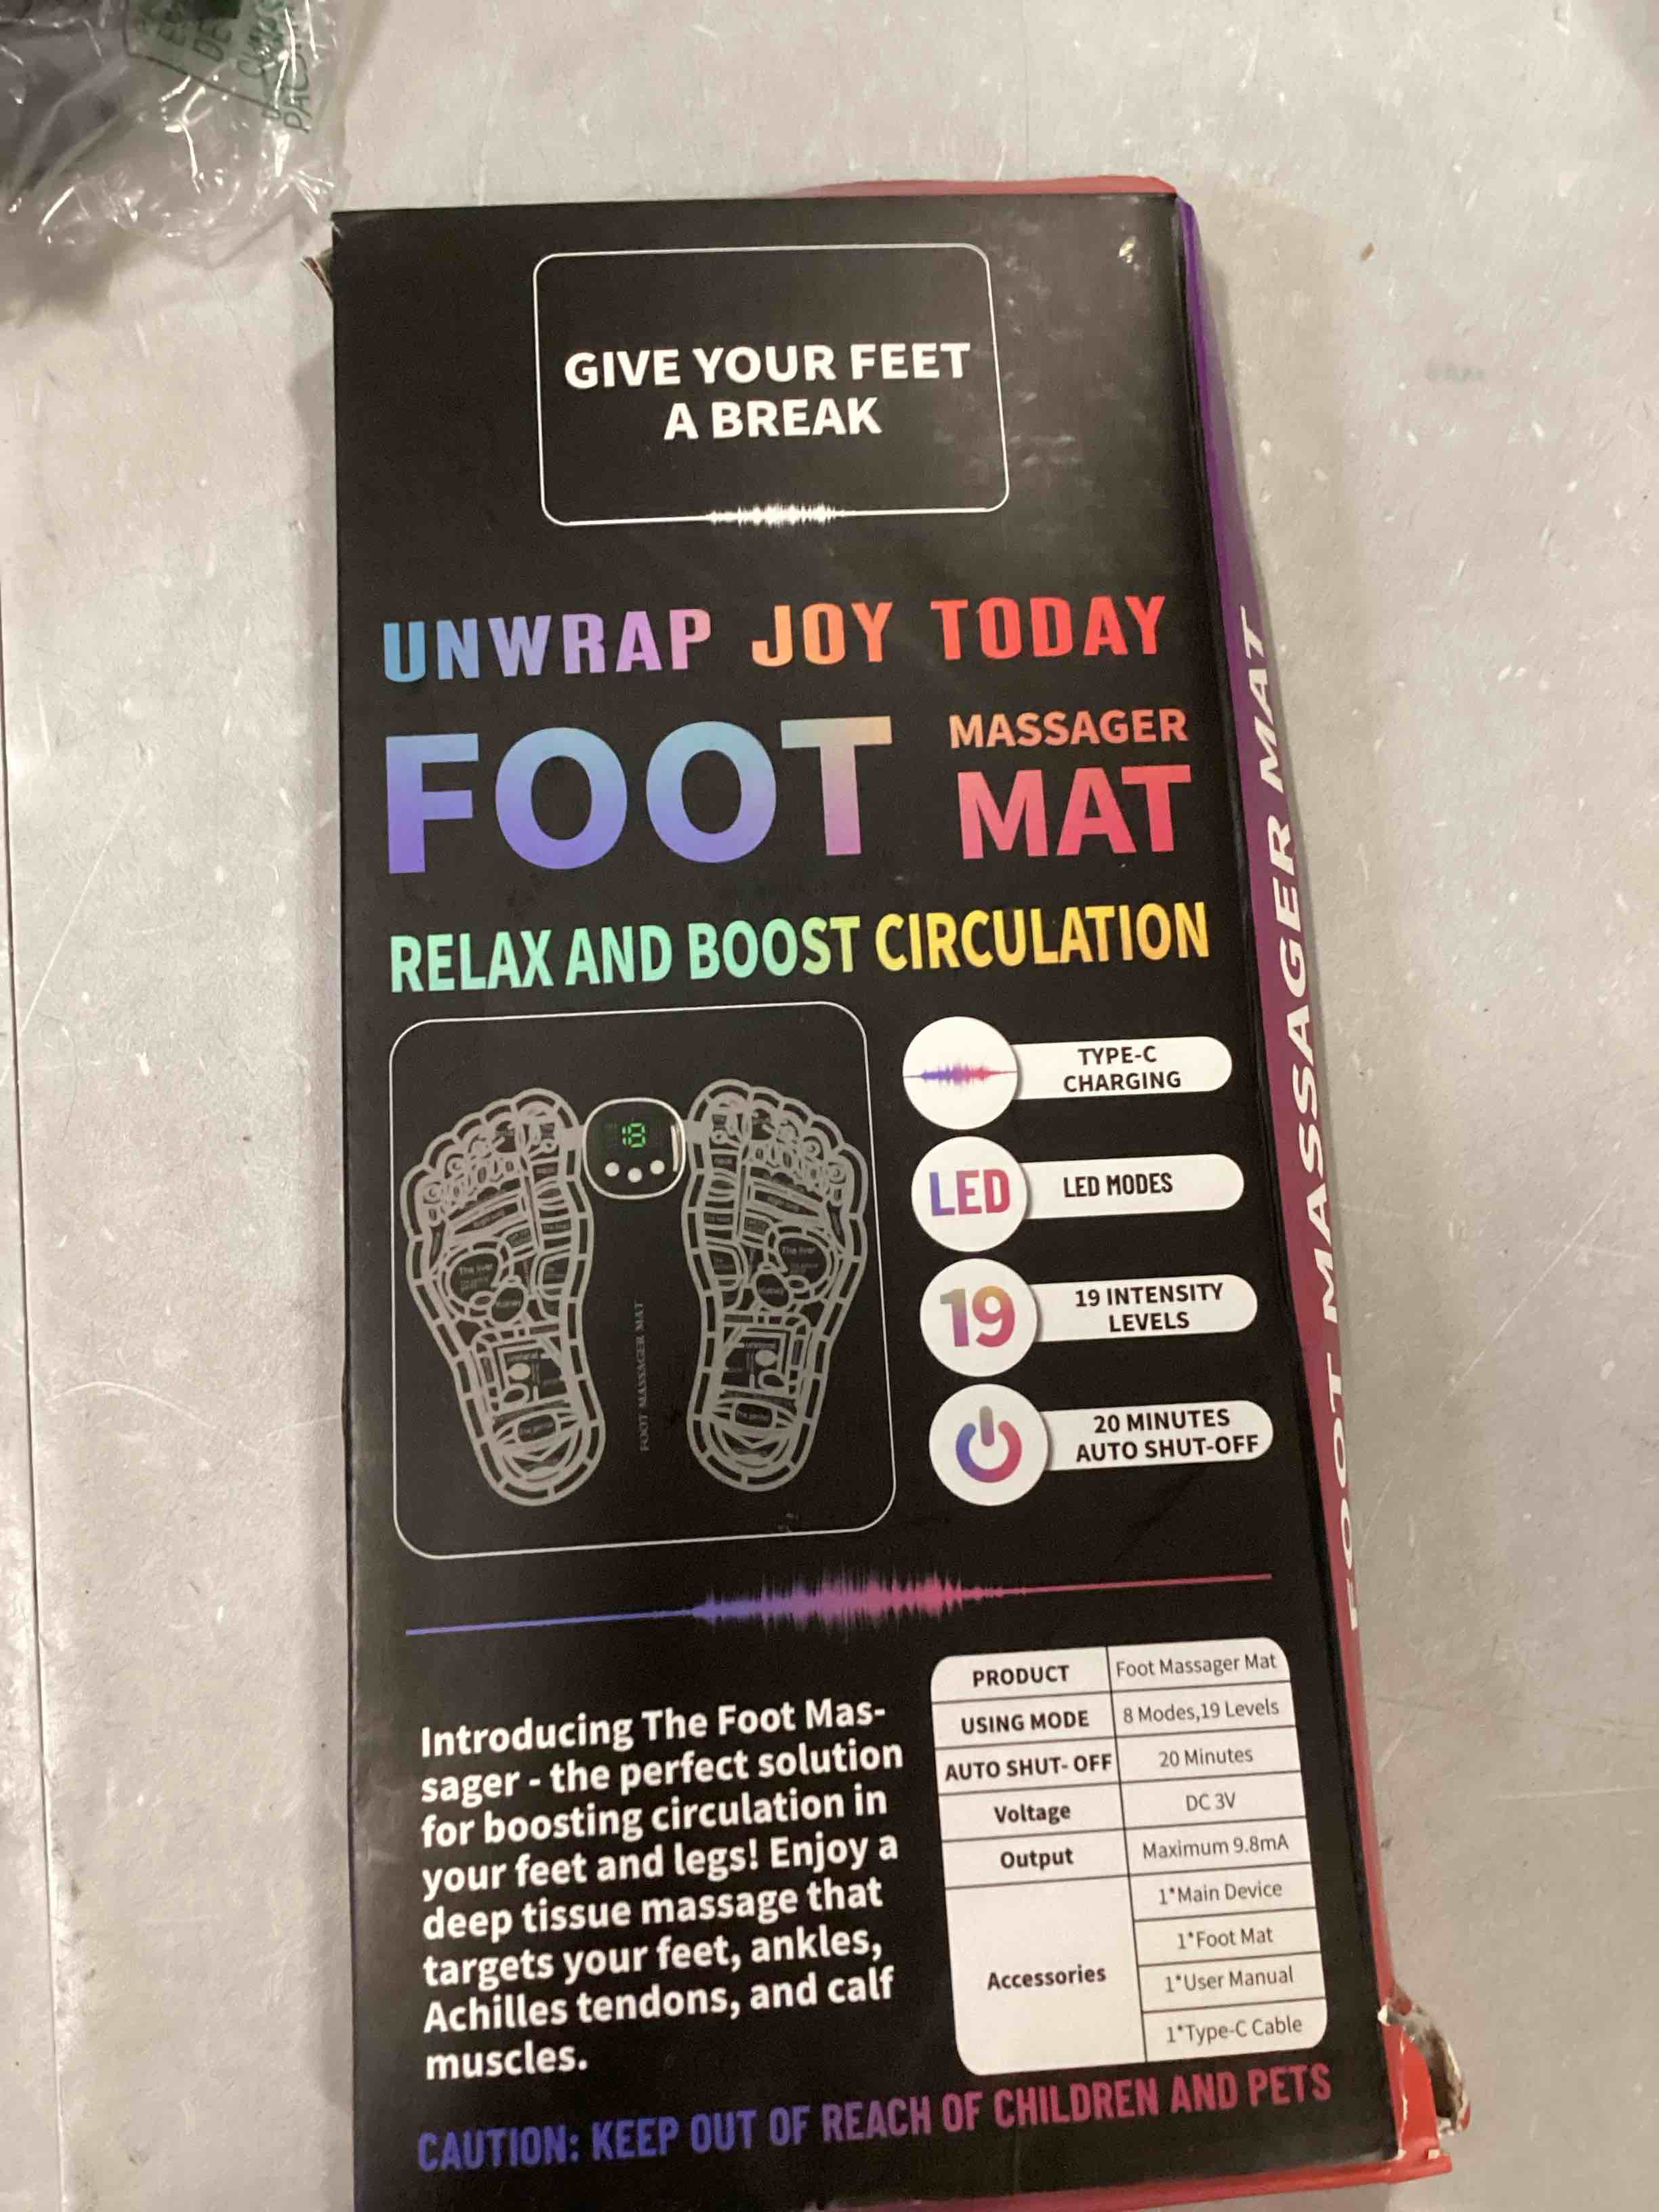 GIVE YOUR FEET
A BREAK
UNWRAP JOY TODAY
FOOT
MASSAGER
MAT
RELAX AND BOOST CIRCULATION
TYPE-C
CHARGING
LED
LED MODES
19
19 INTENSITY
LEVELS
20 MINUTES
AUTO SHUT-OFF
The liver
The liver
FOOT MASSAGER MAT
Introducing The Foot Mas-
sager - the perfect solution
for boosting circulation in
your feet and legs! Enjoy a
deep tissue massage that
targets your feet, ankles,
Achilles tendons, and calf
muscles.
PRODUCT Foot Massager Mat
USING MODE 8 Modes,19 Levels
AUTO SHUT- OFF 20 Minutes
Voltage DC 3V
Output Maximum 9.8mA
Accessories
1*Main Device
1*Foot Mat
1*User Manual
1*Type-C Cable
CAUTION: KEEP OUT OF REACH OF CHILDREN AND PETS
FOOT MASSAGER MAT